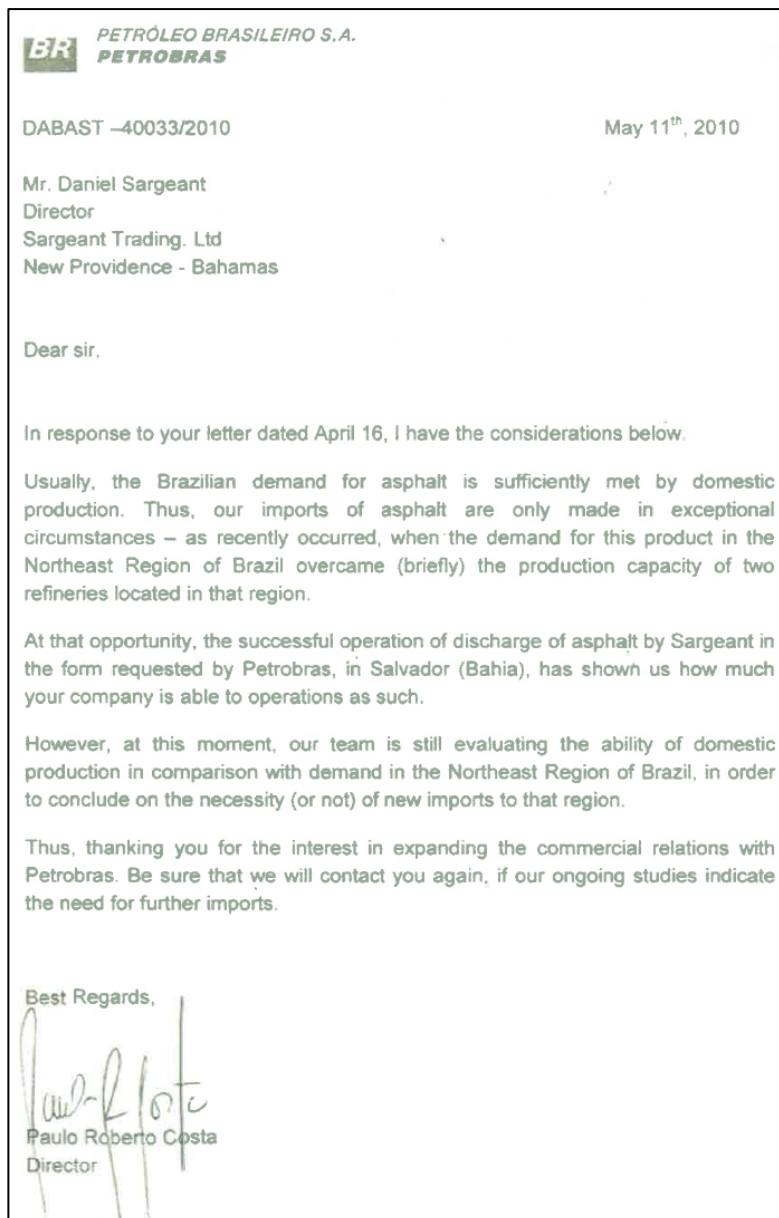 BR PETRÓLEO BRASILEIRO S.A.
PETROBRAS
DABAST –40033/2010 May 11th, 2010
Mr. Daniel Sargeant
Director
Sargeant Trading. Ltd
New Providence - Bahamas
Dear sir,
In response to your letter dated April 16, I have the considerations below.
Usually, the Brazilian demand for asphalt is sufficiently met by domestic
production. Thus, our imports of asphalt are only made in exceptional
circumstances – as recently occurred, when the demand for this product in the
Northeast Region of Brazil overcame (briefly) the production capacity of two
refineries located in that region.
At that opportunity, the successful operation of discharge of asphalt by Sargeant in
the form requested by Petrobras, in Salvador (Bahia), has shown us how much
your company is able to operations as such.
However, at this moment, our team is still evaluating the ability of domestic
production in comparison with demand in the Northeast Region of Brazil, in order
to conclude on the necessity (or not) of new imports to that region.
Thus, thanking you for the interest in expanding the commercial relations with
Petrobras. Be sure that we will contact you again, if our ongoing studies indicate
the need for further imports.
Best Regards,
Paulo Roberto Costa
Director